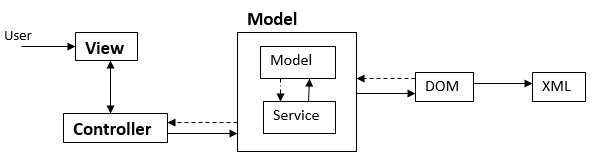 Model
User
View
Model
DOM
XML
Service
Controller